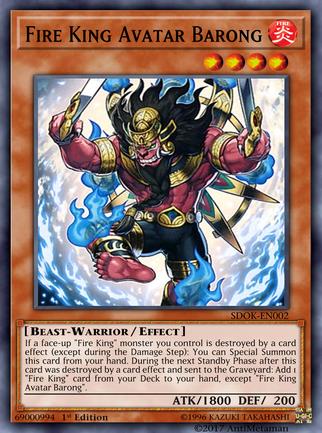 Fire King Avatar Barong
FIRE
炎
SDOK-EN002
[Beast-Warrior / Effect]
If a face-up "Fire King" monster you control is destroyed by a card
effect (except during the Damage Step): You can Special Summon
this card from your hand. During the next Standby Phase after this
card was destroyed by a card effect and sent to the Graveyard: Add 1
"Fire King" card from your Deck to your hand, except "Fire King
Avatar Barong".
ATK/1800 DEF/ 200
69000994 1st Edition ©1996 KAZUKI TAKAHASHI
©2017 AntiMetaman